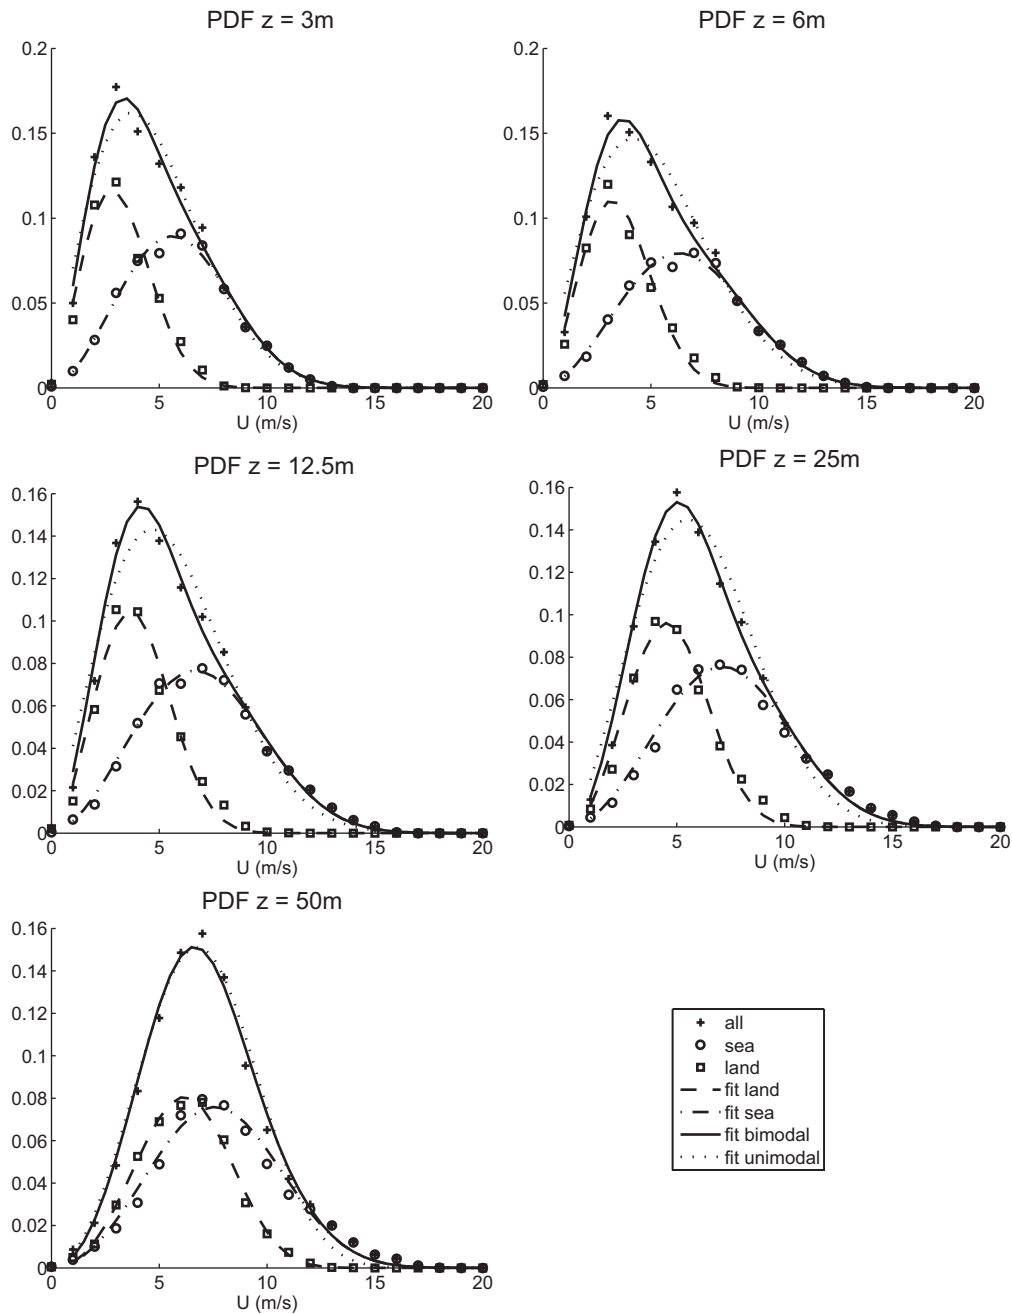 PDF z = 3m
0.2
0.15
0.1
0.05
0
0 5 10 15 20
U (m/s)
PDF z = 6m
0.2
0.15
0.1
0.05
0
0 5 10 15 20
U (m/s)
PDF z = 12.5m
0.16
0.14
0.12
0.1
0.08
0.06
0.04
0.02
0
0 5 10 15 20
U (m/s)
PDF z = 25m
0.16
0.14
0.12
0.1
0.08
0.06
0.04
0.02
0
0 5 10 15 20
U (m/s)
PDF z = 50m
0.16
0.14
0.12
0.1
0.08
0.06
0.04
0.02
0
0 5 10 15 20
U (m/s)
all
sea
land
fit land
fit sea
fit bimodal
fit unimodal